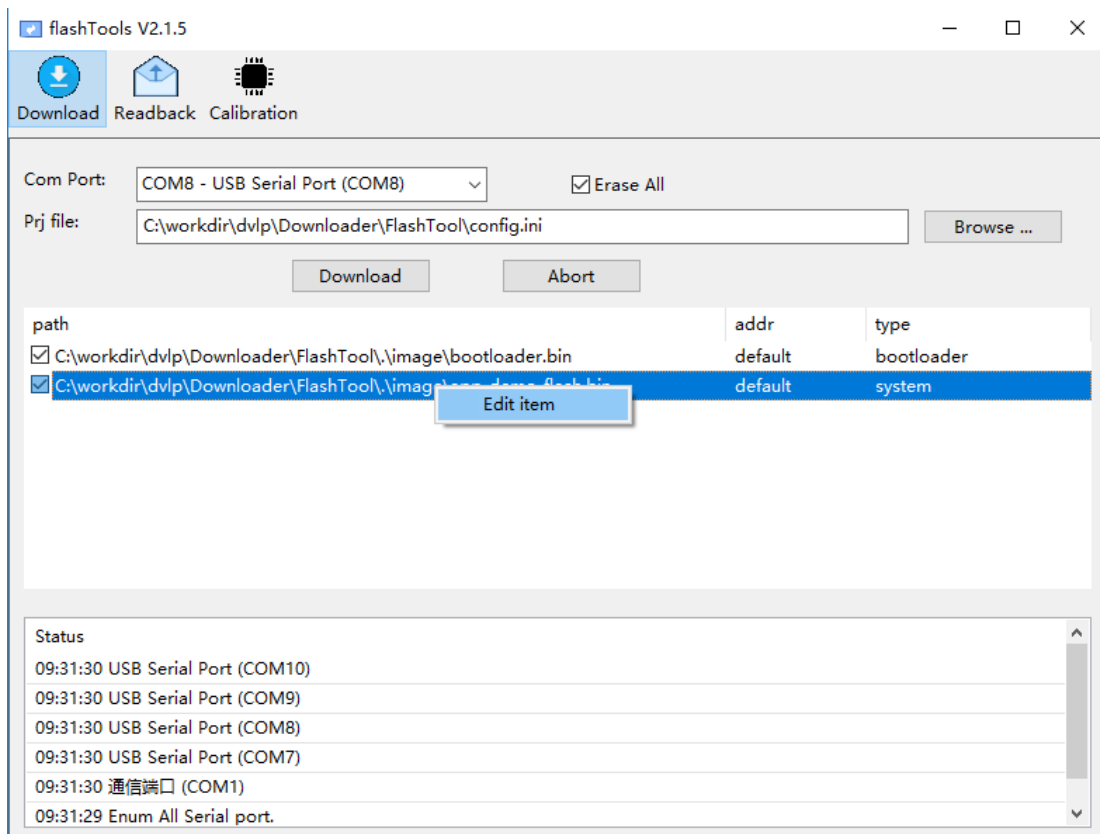 flashTools V2.1.5
Download Readback Calibration
Com Port: COM8 - USB Serial Port (COM8) Erase All
Prj file: C:\workdir\dvlp\Downloader\FlashTool\config.ini Browse ...
Download Abort
path addr type
C:\workdir\dvlp\Downloader\FlashTool\.\image\bootloader.bin default bootloader
C:\workdir\dvlp\Downloader\FlashTool\.\image default system
Edit item
Status
09:31:30 USB Serial Port (COM10)
09:31:30 USB Serial Port (COM9)
09:31:30 USB Serial Port (COM8)
09:31:30 USB Serial Port (COM7)
09:31:30 通信端口 (COM1)
09:31:29 Enum All Serial port.